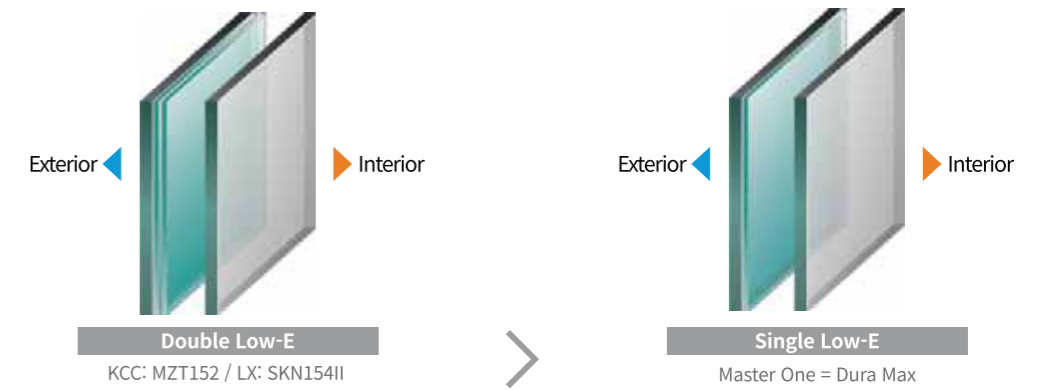 Exterior
Interior
Double Low-E
KCC: MZT152 / LX: SKN154II
Exterior
Interior
Single Low-E
Master One = Dura Max